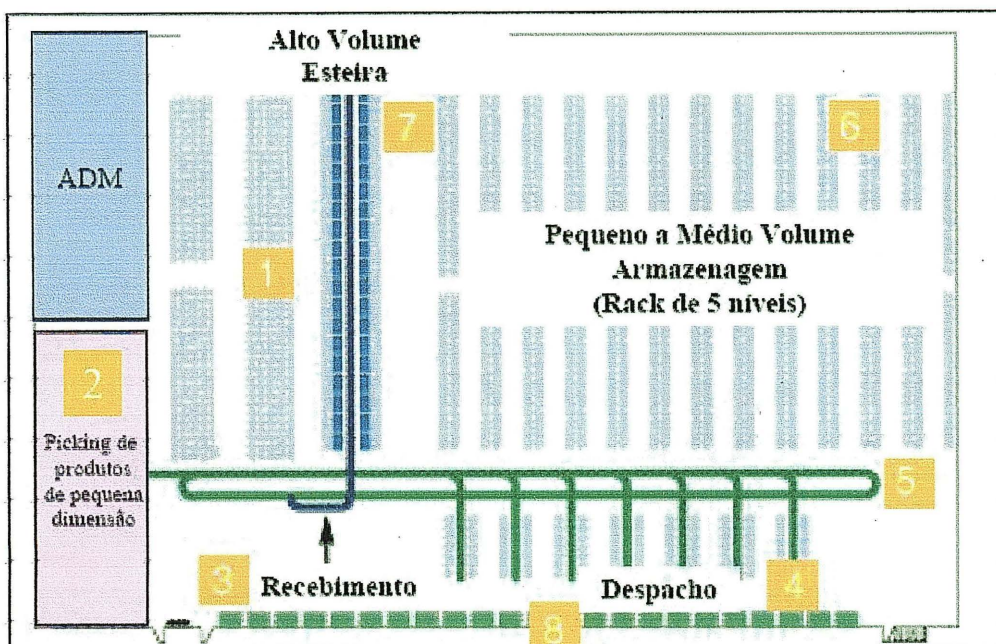 Alto Volume
Esteira
7
6
ADM
Pequeno a Médio Volume
Armazenagem
(Rack de 5 níveis)
1
2
Picking de
produtos
de pequena
dimensão
5
3
Recebimento
Despacho
4
8